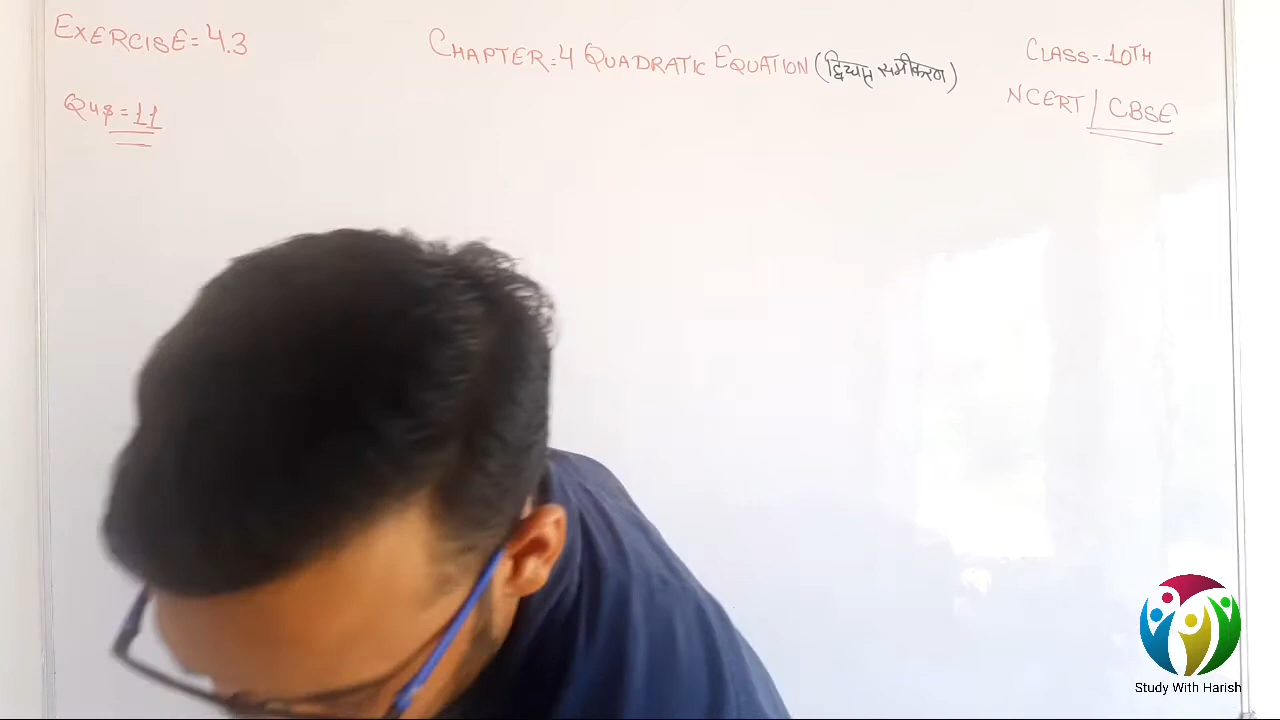 EXERCISE=4.3
CHAPTER=4 QUADRATIC EQUATION (द्विघात समीकरण)
CLASS=10TH
NCERT / CBSE
Qus=11
Study With Harish